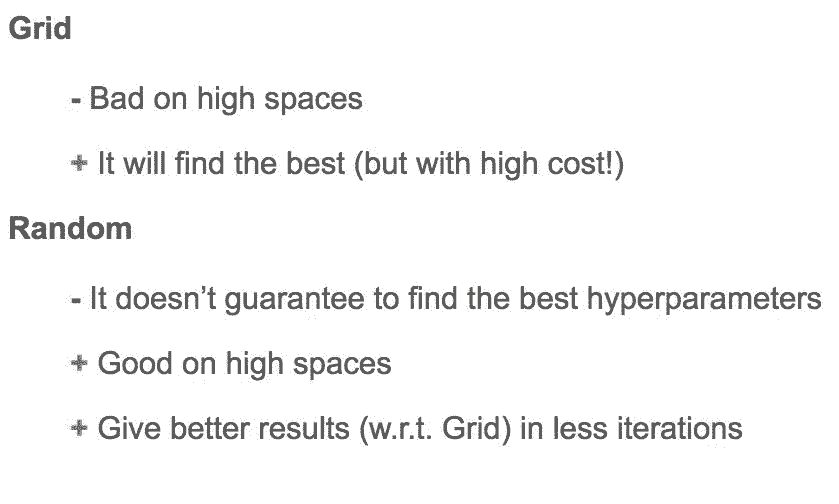 Grid
- Bad on high spaces
+ It will find the best (but with high cost!)
Random
- It doesn’t guarantee to find the best hyperparameters
+ Good on high spaces
+ Give better results (w.r.t. Grid) in less iterations